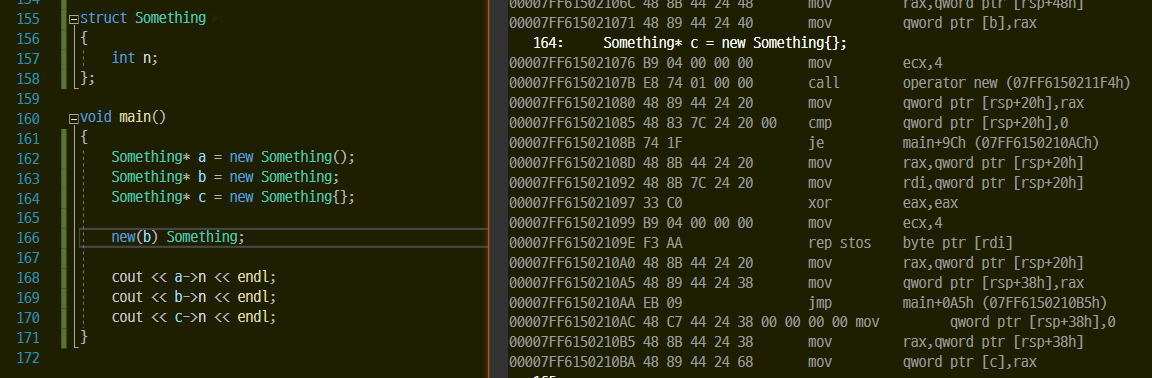 154
155 struct Something
156 {
157 int n;
158 };
159
160 void main()
161 {
162 Something* a = new Something();
163 Something* b = new Something;
164 Something* c = new Something{};
165
166 new(b) Something;
167
168 cout << a->n << endl;
169 cout << b->n << endl;
170 cout << c->n << endl;
171 }
172
00007FF61502106C 48 8B 44 24 48 mov rax,qword ptr [rsp+48h]
00007FF615021071 48 89 44 24 40 mov qword ptr [b],rax
164: Something* c = new Something{};
00007FF615021076 B9 04 00 00 00 mov ecx,4
00007FF61502107B E8 74 01 00 00 call operator new (07FF6150211F4h)
00007FF615021080 48 89 44 24 20 mov qword ptr [rsp+20h],rax
00007FF615021085 48 83 7C 24 20 00 cmp qword ptr [rsp+20h],0
00007FF61502108B 74 1F je main+9Ch (07FF6150210ACh)
00007FF61502108D 48 8B 44 24 20 mov rax,qword ptr [rsp+20h]
00007FF615021092 48 8B 7C 24 20 mov rdi,qword ptr [rsp+20h]
00007FF615021097 33 C0 xor eax,eax
00007FF615021099 B9 04 00 00 00 mov ecx,4
00007FF61502109E F3 AA rep stos byte ptr [rdi]
00007FF6150210A0 48 8B 44 24 20 mov rax,qword ptr [rsp+20h]
00007FF6150210A5 48 89 44 24 38 mov qword ptr [rsp+38h],rax
00007FF6150210AA EB 09 jmp main+0A5h (07FF6150210B5h)
00007FF6150210AC 48 C7 44 24 38 00 00 00 00 mov qword ptr [rsp+38h],0
00007FF6150210B5 48 8B 44 24 38 mov rax,qword ptr [rsp+38h]
00007FF6150210BA 48 89 44 24 68 mov qword ptr [c],rax
165: